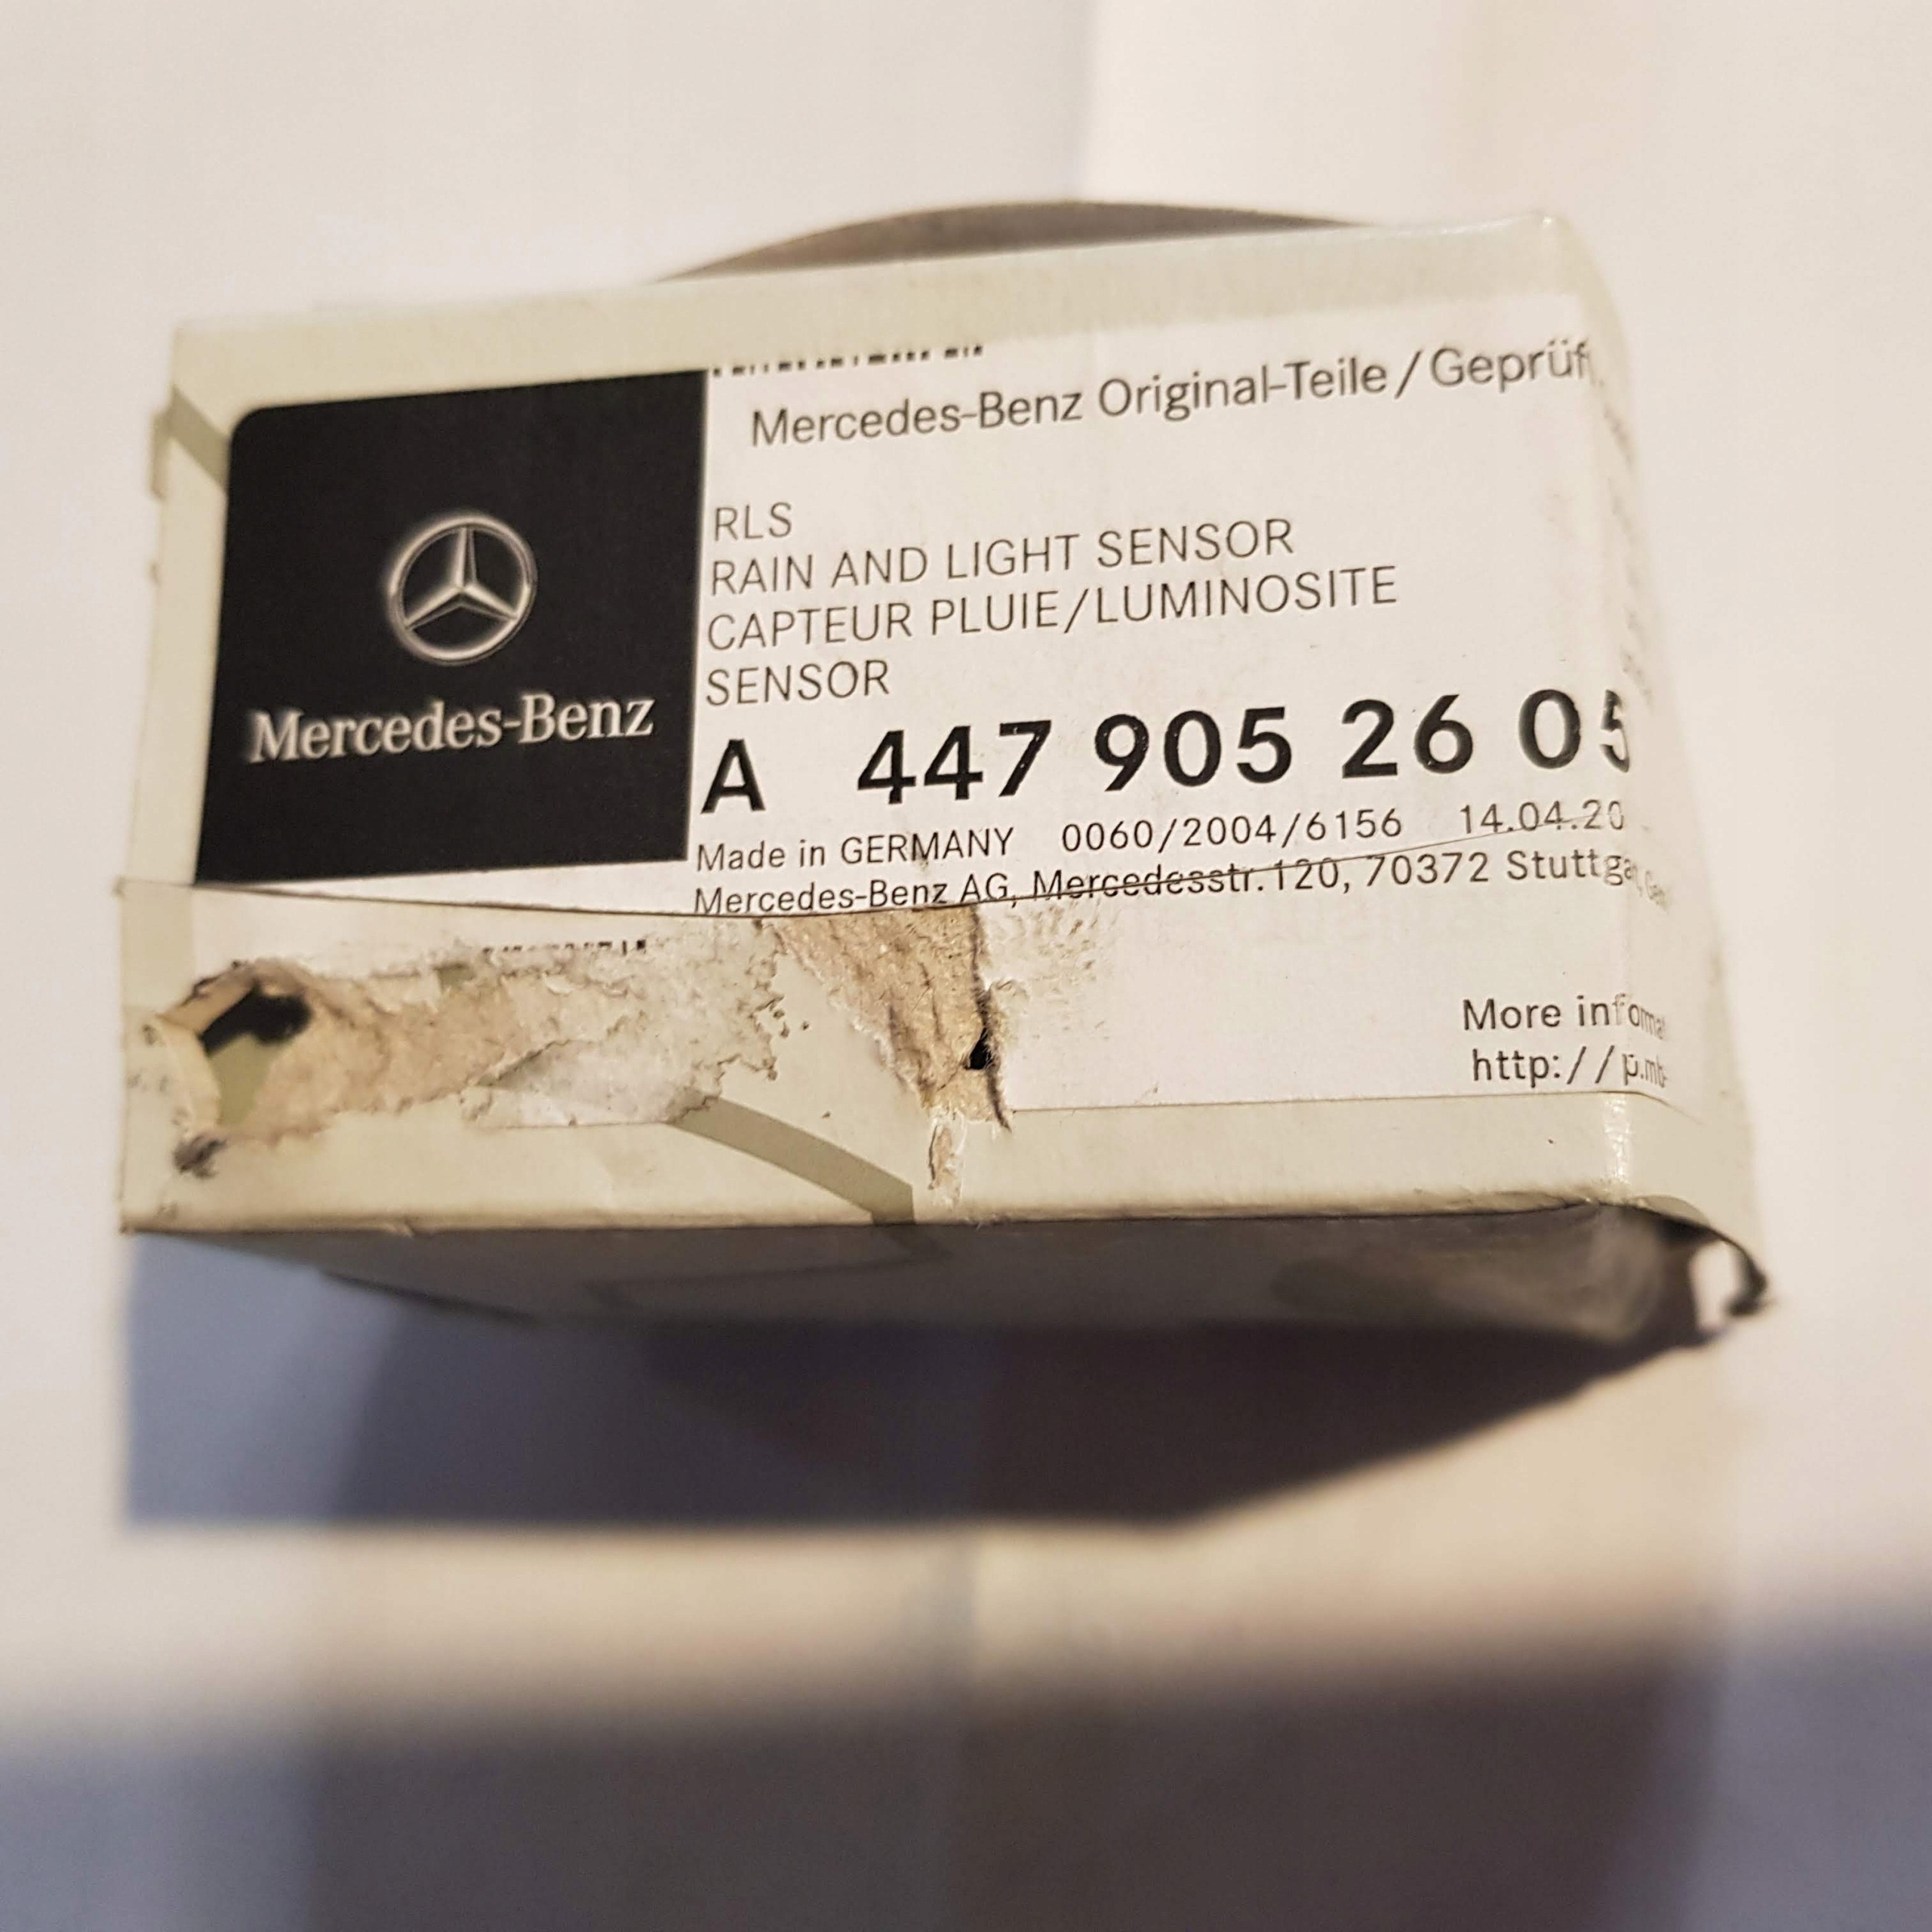 Mercedes-Benz Original-Teile/Geprüf
RLS
RAIN AND LIGHT SENSOR
CAPTEUR PLUIE/LUMINOSITE
SENSOR
Mercedes-Benz
A 447 905 26 05
Made in GERMANY 0060/2004/6156 14.04.20
Mercedes-Benz AG, Mercedesstr.120, 70372 Stuttga
More informa
http://p.mb